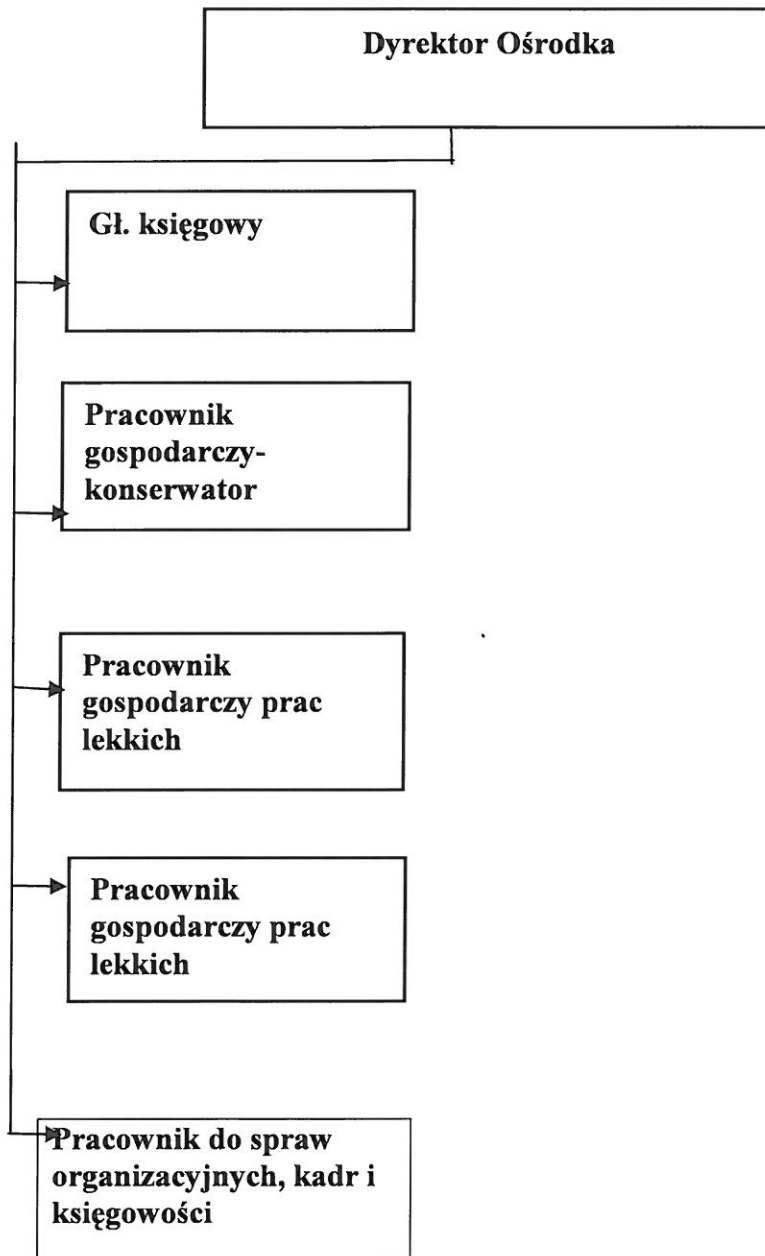 Dyrektor Ośrodka
Gł. księgowy
Pracownik
gospodarczy-
konserwator
Pracownik
gospodarczy prac
lekkich
Pracownik
gospodarczy prac
lekkich
Pracownik do spraw
organizacyjnych, kadr i
księgowości